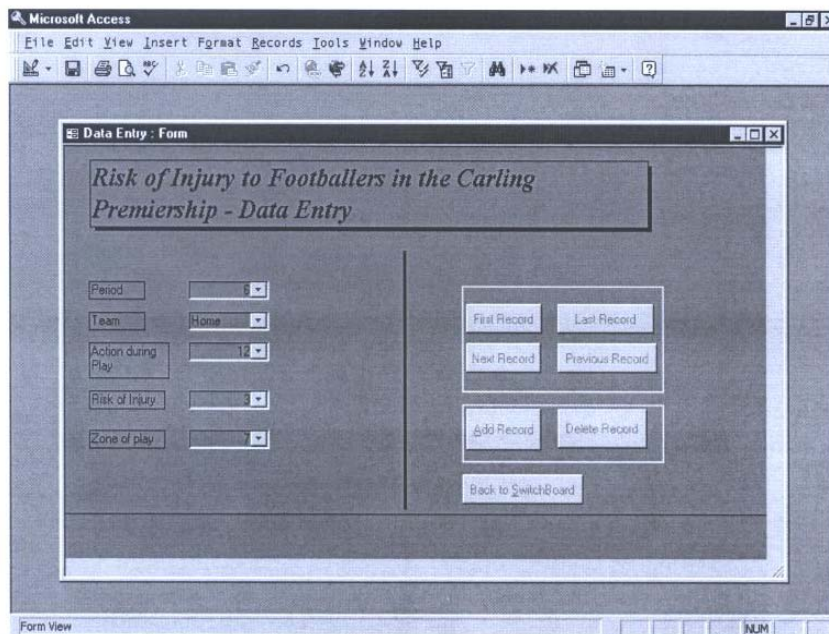 Microsoft Access
File Edit View Insert Format Records Tools Window Help
Data Entry : Form
Risk of Injury to Footballers in the Carling
Premiership - Data Entry
Period 6
Team Home
Action during
Play 12
Risk of Injury 3
Zone of play 7
First Record Last Record
Next Record Previous Record
Add Record Delete Record
Back to SwitchBoard
Form View NUM